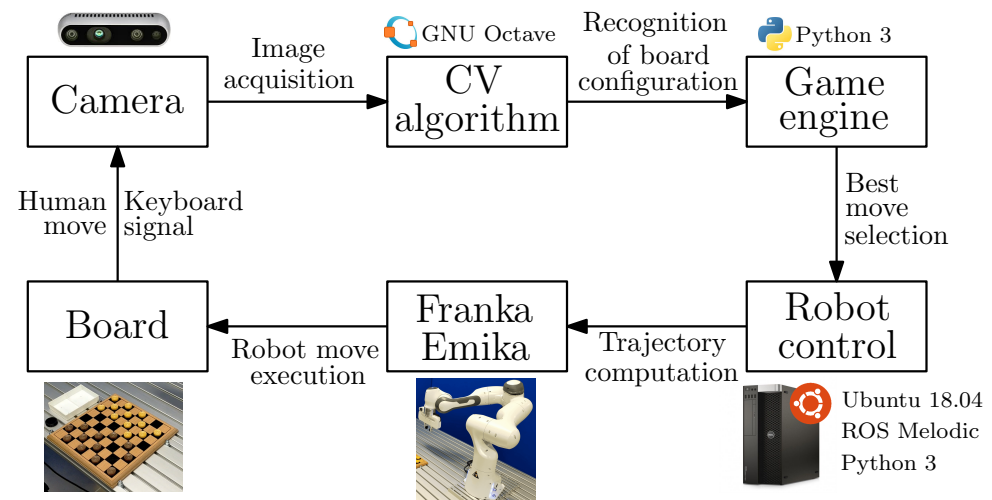 GNU Octave
Python 3
Camera
Image
acquisition
CV
algorithm
Recognition
of board
configuration
Game
engine
Human
move
Keyboard
signal
Best
move
selection
Board
Robot move
execution
Franka
Emika
Trajectory
computation
Robot
control
Ubuntu 18.04
ROS Melodic
Python 3